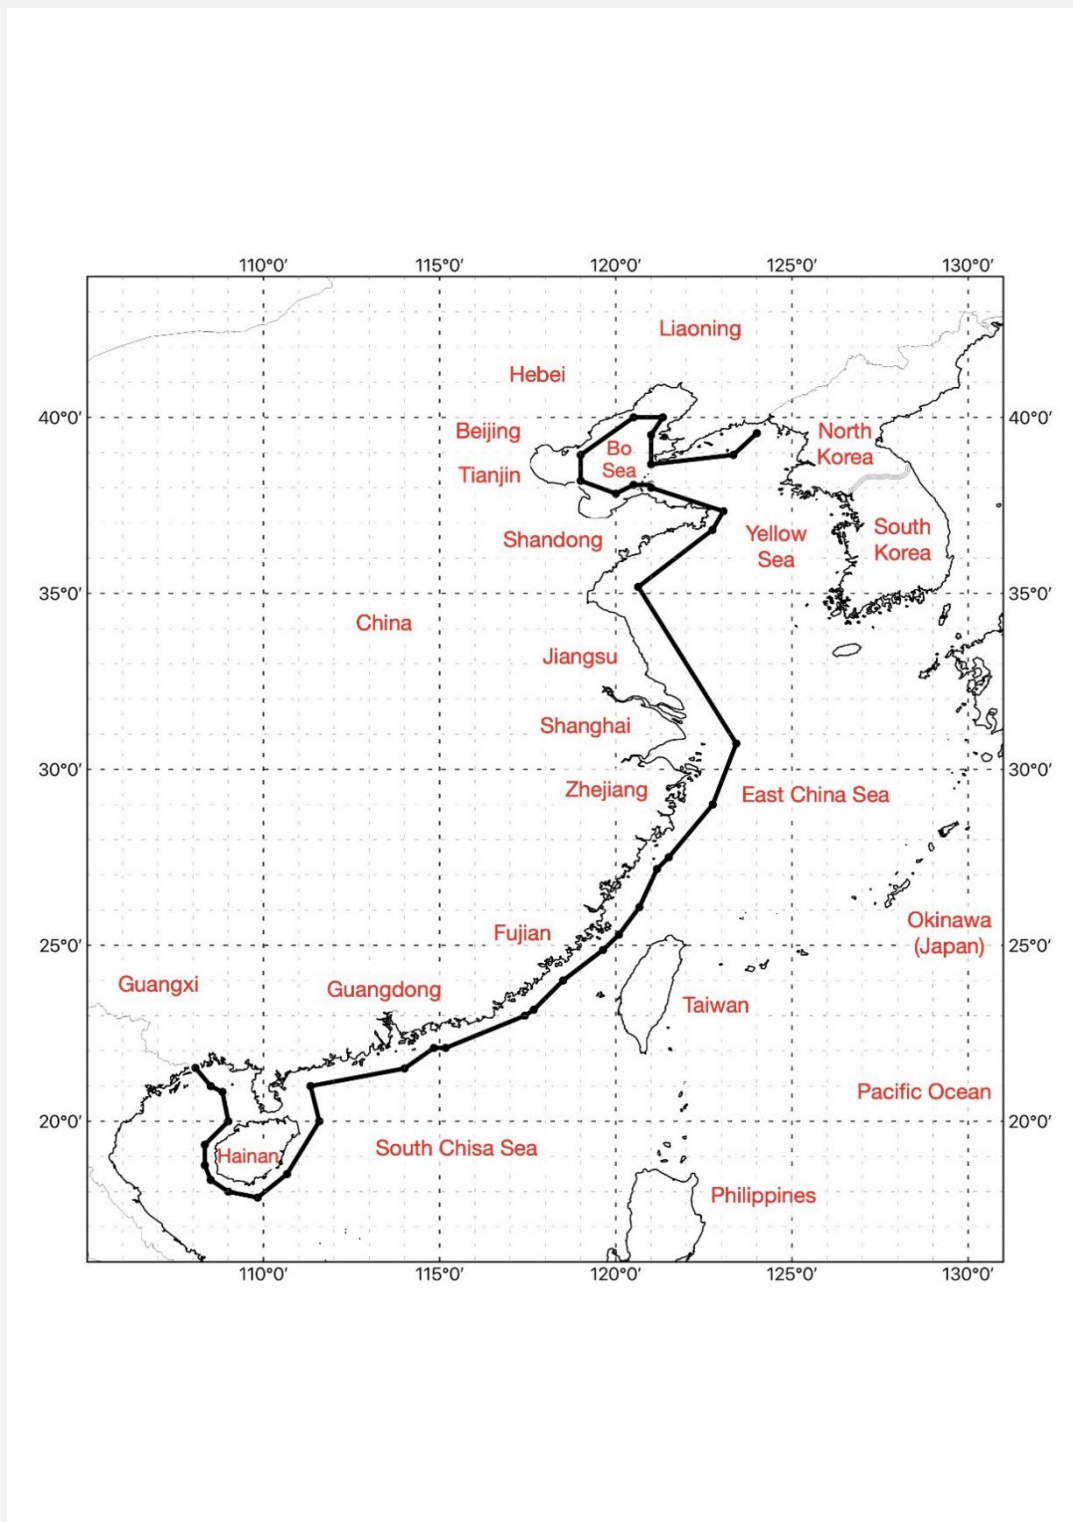 110°0′ 115°0′ 120°0′ 125°0′ 130°0′
Liaoning
Hebei
40°0′ 40°0′
Beijing
North
Korea
Bo
Sea
Tianjin
Shandong
Yellow
Sea
South
Korea
35°0′ 35°0′
China
Jiangsu
Shanghai
30°0′ 30°0′
Zhejiang
East China Sea
Okinawa
(Japan)
Fujian
25°0′ 25°0′
Guangxi
Guangdong
Taiwan
Pacific Ocean
20°0′ 20°0′
South Chisa Sea
Hainan
Philippines
110°0′ 115°0′ 120°0′ 125°0′ 130°0′